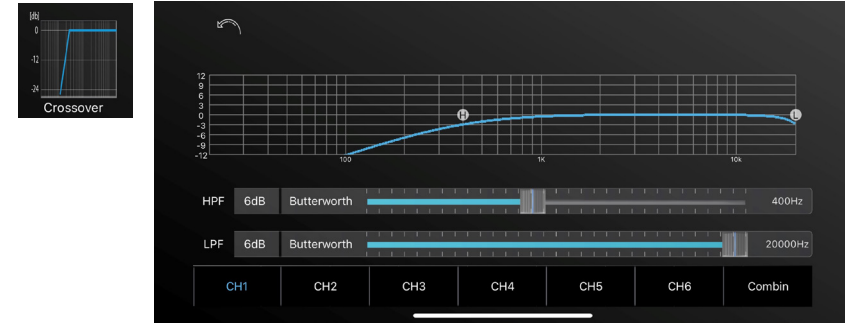 [db]
0
-12
-24
Crossover
12
9
6
3
0
-3
-6
-9
-12
H
L
100
1K
10k
HPF 6dB Butterworth 400Hz
LPF 6dB Butterworth 20000Hz
CH1 CH2 CH3 CH4 CH5 CH6 Combin